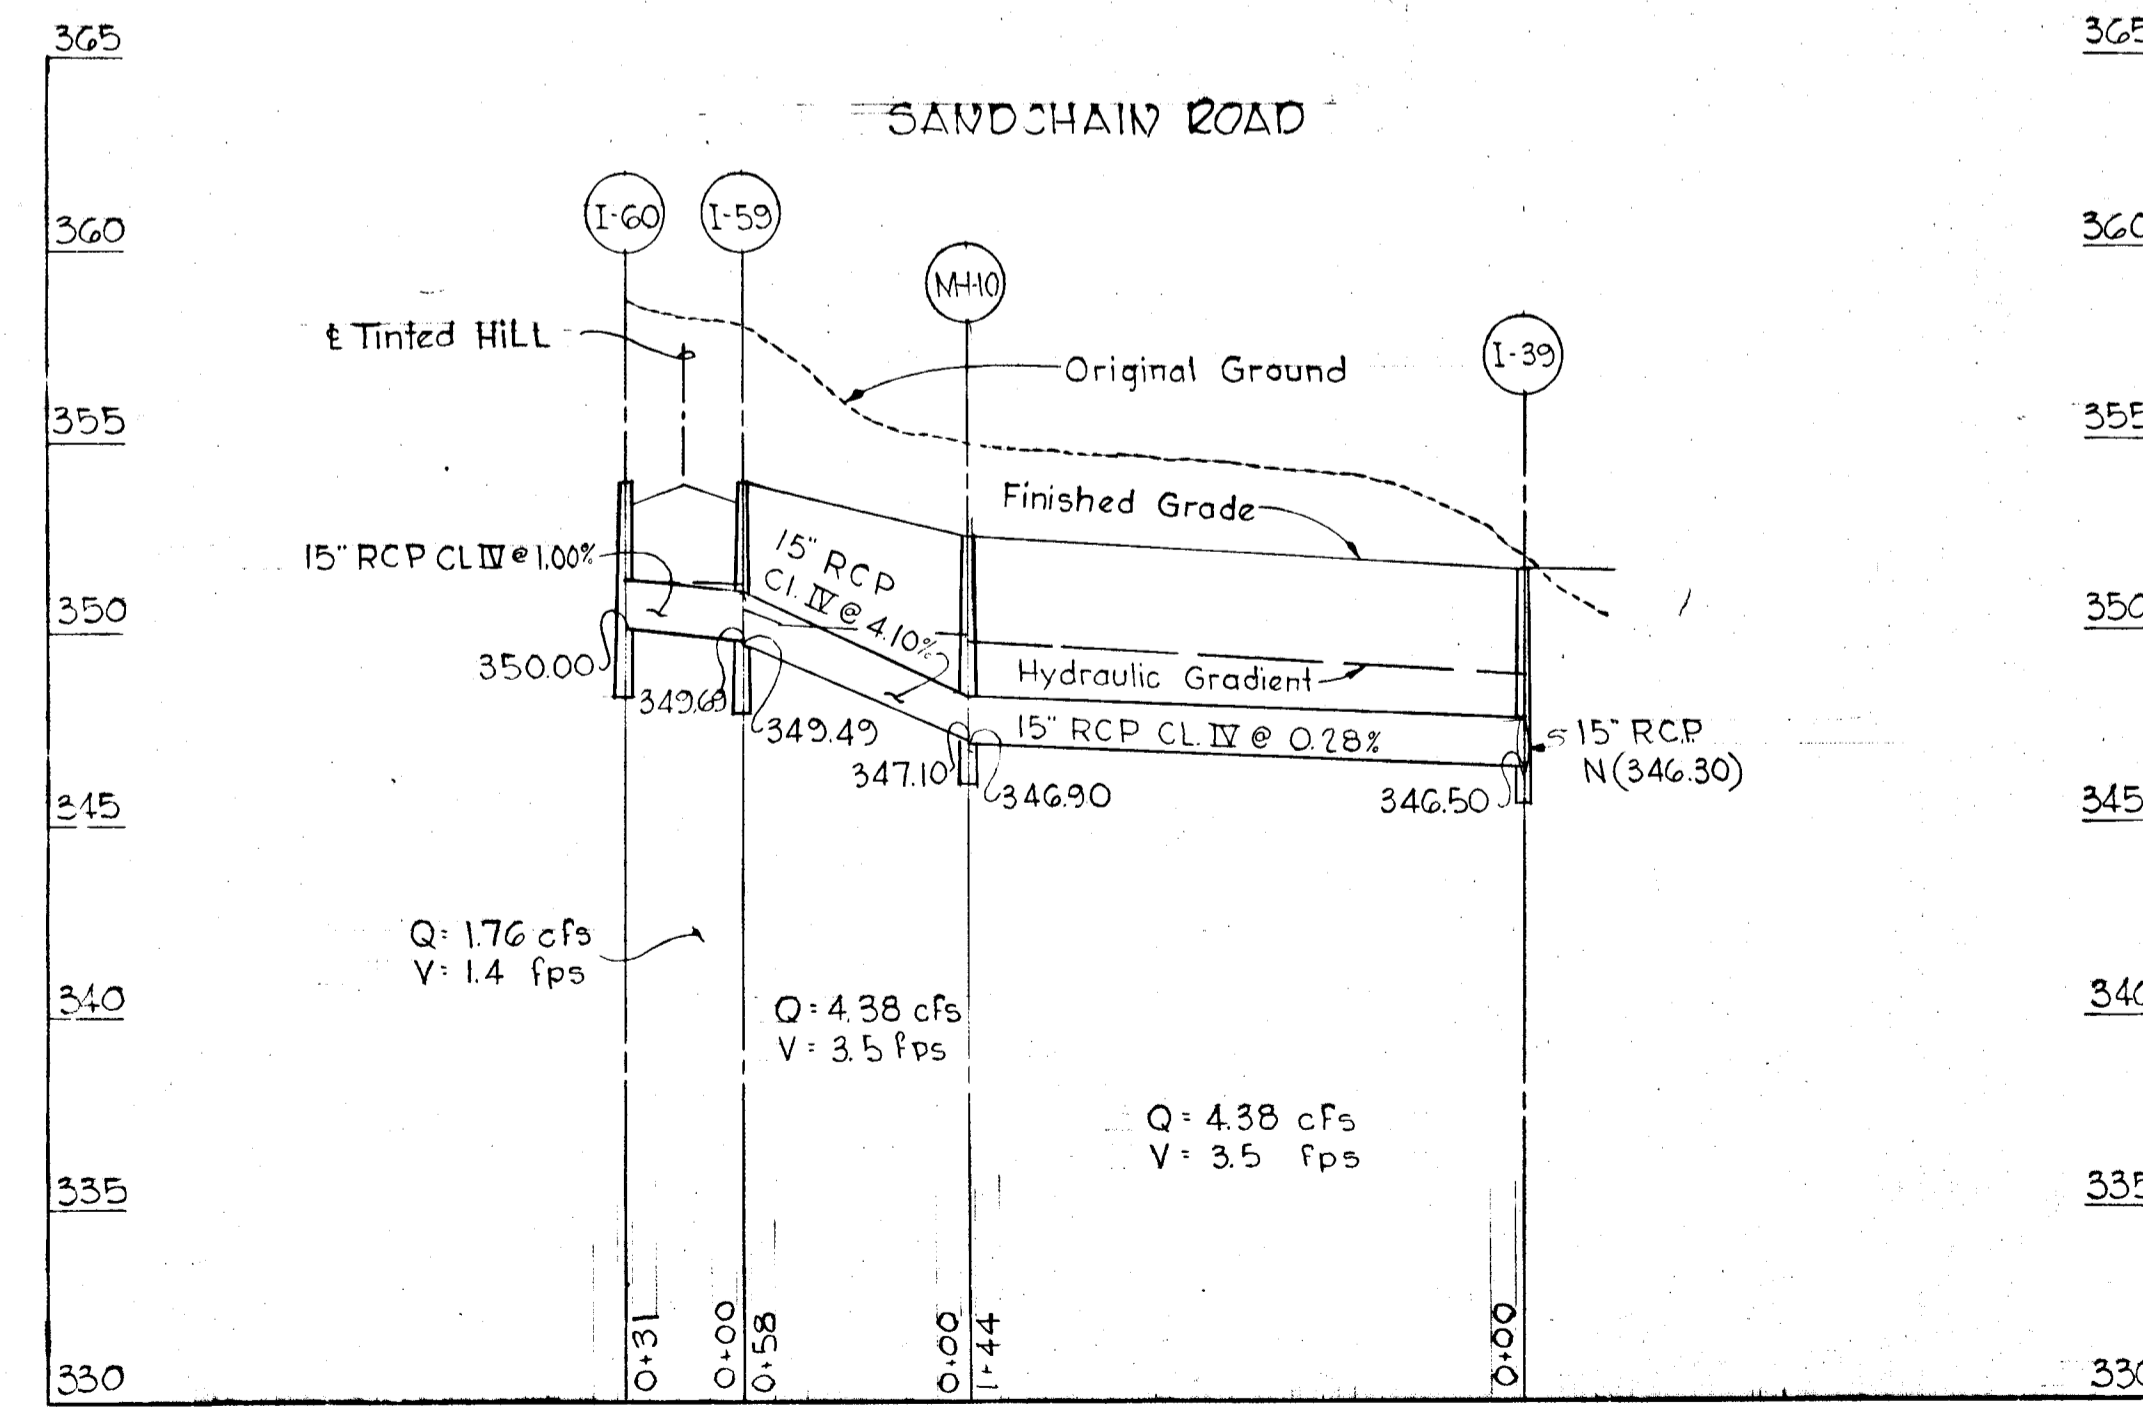 365
365
SANDCHAIN ROAD
I-60
I-59
360
360
MH-10
℄ Tinted HiLL
Original Ground
I-39
355
355
Finished Grade
15" RCP CL IV @ 1.00%
15" RCP
Cl. IV @ 4.10%
350
350
350.00
Hydraulic Gradient
349.69
349.49
15" RCP CL. IV @ 0.28%
15" RCP
N(346.30)
347.10
346.90
346.50
345
345
Q= 1.76 cfs
V= 1.4 fps
340
340
Q= 4.38 cfs
V= 3.5 fps
Q= 4.38 cfs
V= 3.5 fps
335
335
0+31
0+00
0+58
0+00
1+44
0+00
330
330